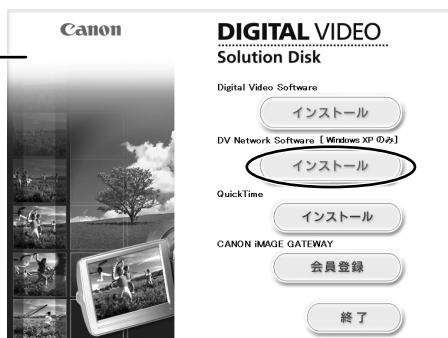 Canon
DIGITAL VIDEO
Solution Disk
Digital Video Software
インストール
DV Network Software [ Windows XP のみ]
インストール
QuickTime
インストール
CANON iMAGE GATEWAY
会員登録
終了